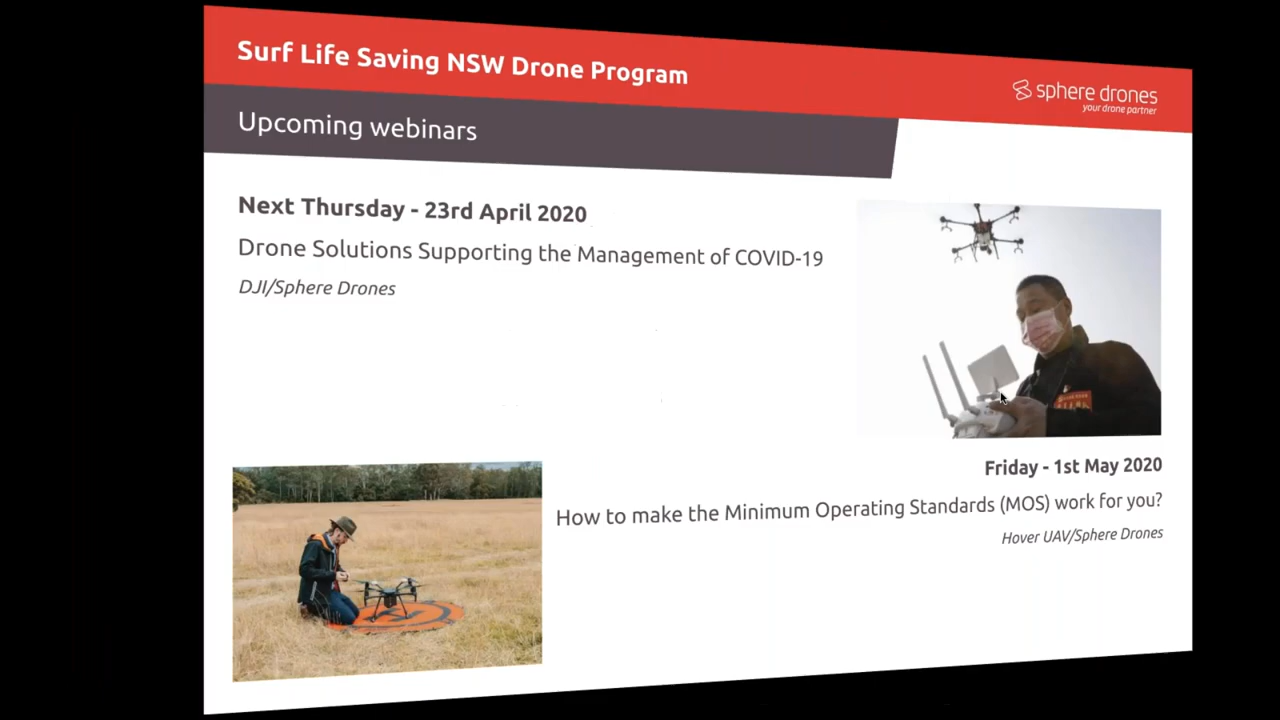 Surf Life Saving NSW Drone Program
sphere drones
your drone partner
Upcoming webinars
Next Thursday - 23rd April 2020
Drone Solutions Supporting the Management of COVID-19
DJI/Sphere Drones
Friday - 1st May 2020
How to make the Minimum Operating Standards (MOS) work for you?
Hover UAV/Sphere Drones